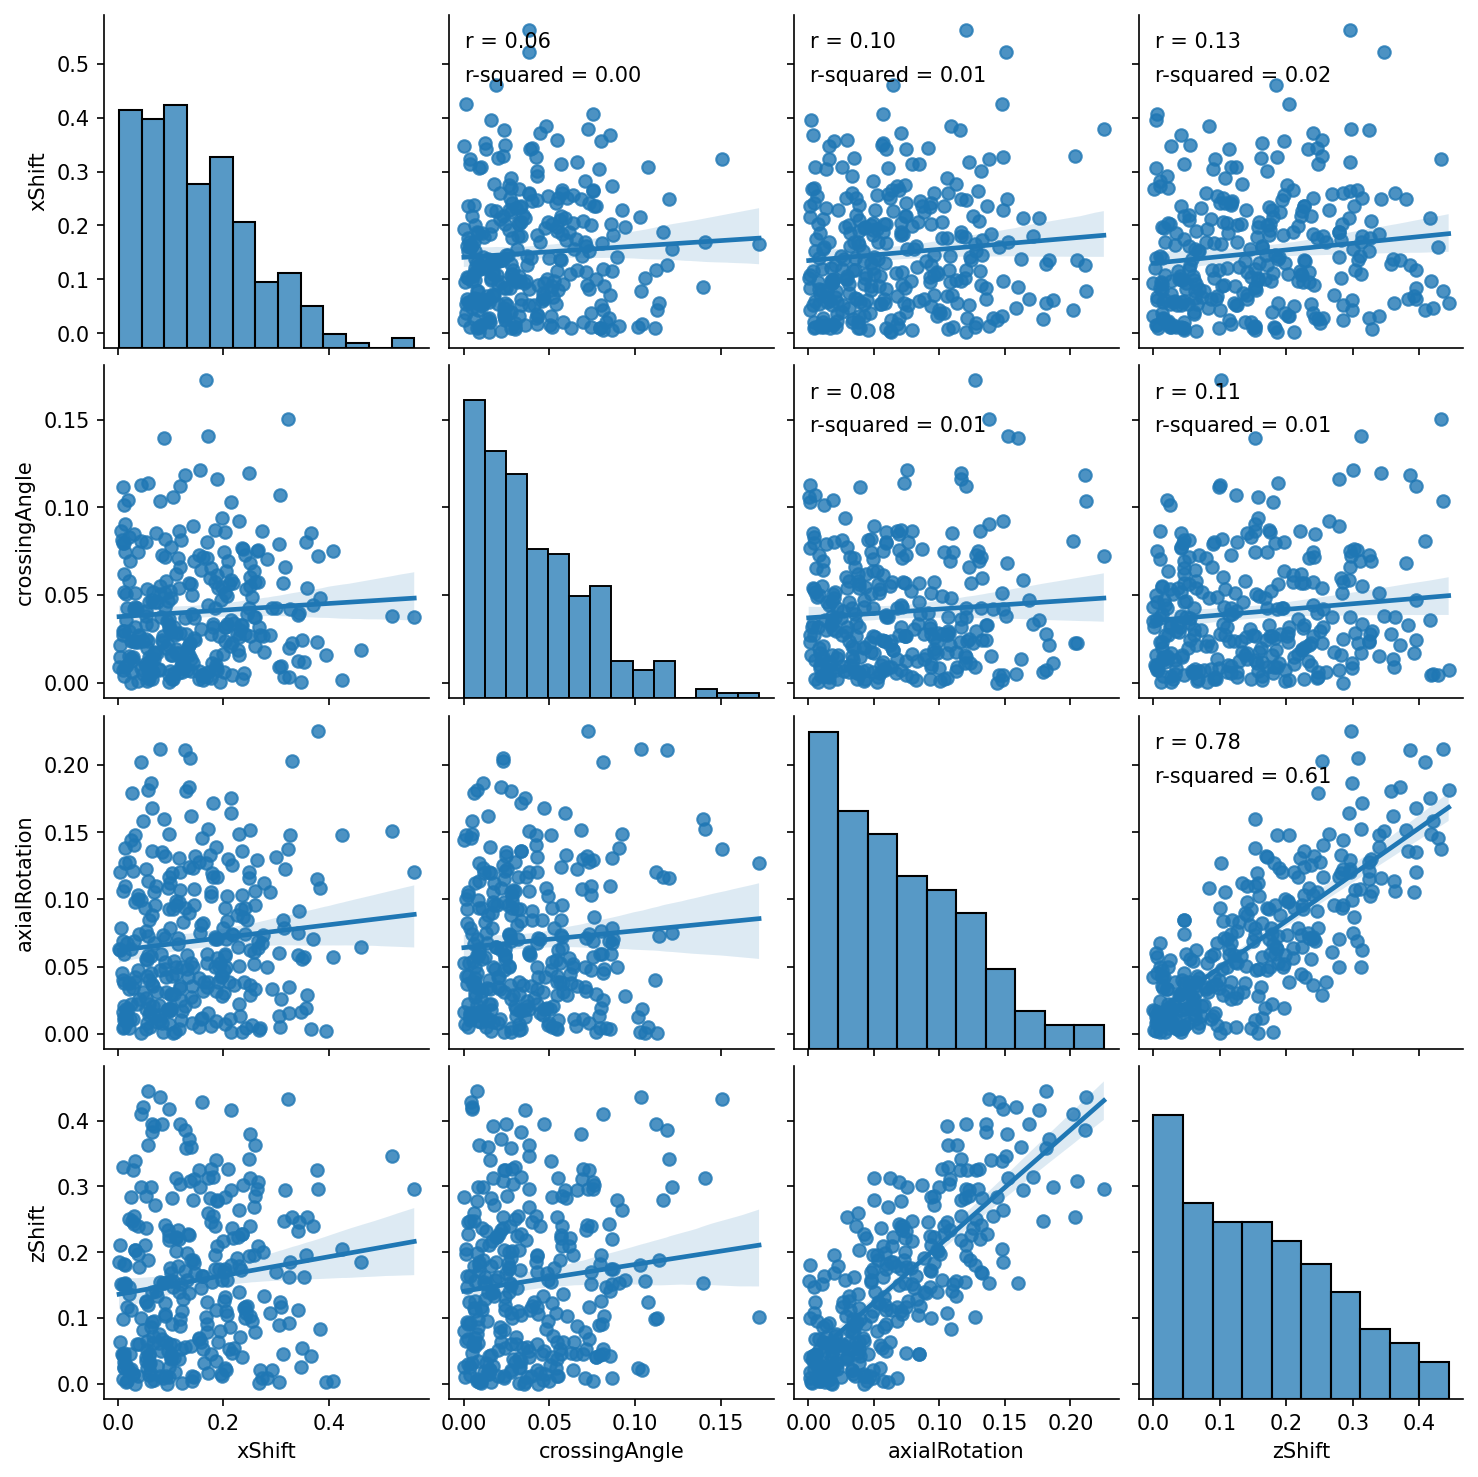 r = 0.06
r-squared = 0.00
r = 0.10
r-squared = 0.01
r = 0.13
r-squared = 0.02
0.5
0.4
0.3
0.2
0.1
0.0
xShift
r = 0.08
r-squared = 0.01
r = 0.11
r-squared = 0.01
0.15
0.10
0.05
0.00
crossingAngle
r = 0.78
r-squared = 0.61
0.20
0.15
0.10
0.05
0.00
axialRotation
0.4
0.3
0.2
0.1
0.0
zShift
0.0 0.2 0.4
xShift
0.00 0.05 0.10 0.15
crossingAngle
0.00 0.05 0.10 0.15 0.20
axialRotation
0.0 0.1 0.2 0.3 0.4
zShift